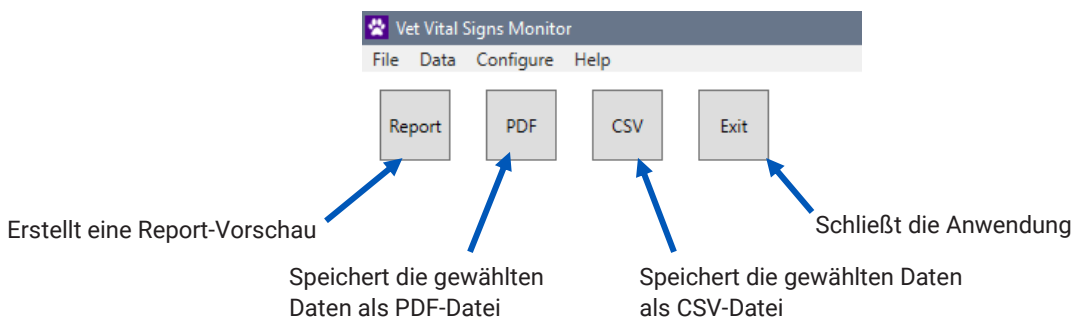 Vet Vital Signs Monitor
File Data Configure Help
Report PDF CSV Exit
Erstellt eine Report-Vorschau
Schließt die Anwendung
Speichert die gewählten
Daten als PDF-Datei
Speichert die gewählten Daten
als CSV-Datei